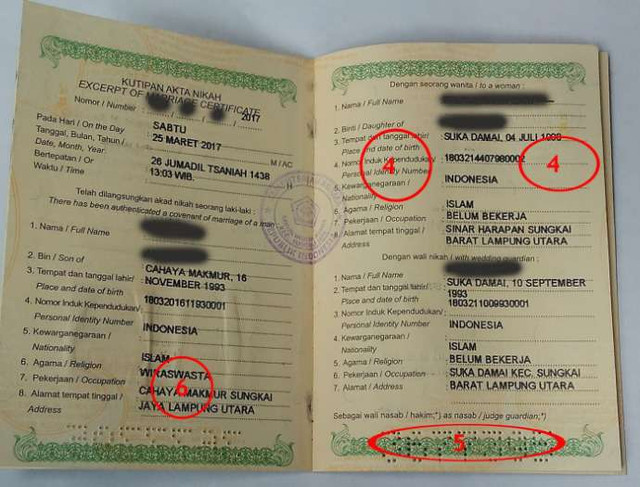 KUTIPAN AKTA NIKAH
EXCERPT OF MARRIAGE CERTIFICATE
Nomor / Number : 2017
Pada Hari / On the Day SABTU
Tanggal, Bulan, Tahun / 25 MARET 2017 M / AC
Date, Month, Year:
Bertepatan / Or 26 JUMADIL TSANIAH 1438
Waktu / Time : 13:03 WIB.
Telah dilangsungkan akad nikah seorang laki-laki :
There has been authenticated a covenant of marriage of a man
1. Nama / Full Name :
2. Bin / Son of :
3. Tempat dan tanggal lahir/ : CAHAYA MAKMUR, 16
Place and date of birth NOVEMBER 1993
4. Nomor Induk Kependudukan/ : 1803201611930001
Personal Identity Number
5. Kewarganegaraan / : INDONESIA
Nationality
6. Agama / Religion : ISLAM
7. Pekerjaan / Occupation : WIRASWASTA
8. Alamat tempat tinggal / : CAHAYA MAKMUR SUNGKAI
Address JAYA LAMPUNG UTARA
6
Dengan seorang wanita / to a woman :
1. Nama / Full Name :
2. Binti / Daughter of :
3. Tempat dan tanggal lahir/ : SUKA DAMAI, 04 JULI 1998
Place and date of birth
4. Nomor Induk Kependudukan/ : 1803214407980002
Personal Identity Number
4
4
5. Kewarganegaraan / : INDONESIA
Nationality
6. Agama / Religion : ISLAM
7. Pekerjaan / Occupation : BELUM BEKERJA
8. Alamat tempat tinggal / : SINAR HARAPAN SUNGKAI
Address BARAT LAMPUNG UTARA
Dengan wali nikah / with wedding guardian :
1. Nama / Full Name :
2. Tempat dan tanggal lahir/ : SUKA DAMAI, 10 SEPTEMBER
Place and date of birth 1993
3. Nomor Induk Kependudukan/ : 1803211009930001
Personal Identity Number
4. Kewarganegaraan / : INDONESIA
Nationality
5. Agama / Religion : ISLAM
6. Pekerjaan / Occupation : BELUM BEKERJA
7. Alamat / Address : SUKA DAMAI KEC. SUNGKAI
BARAT LAMPUNG UTARA
Sebagai wali nasab / hakim;*) as nasab / judge guardian;*)
5